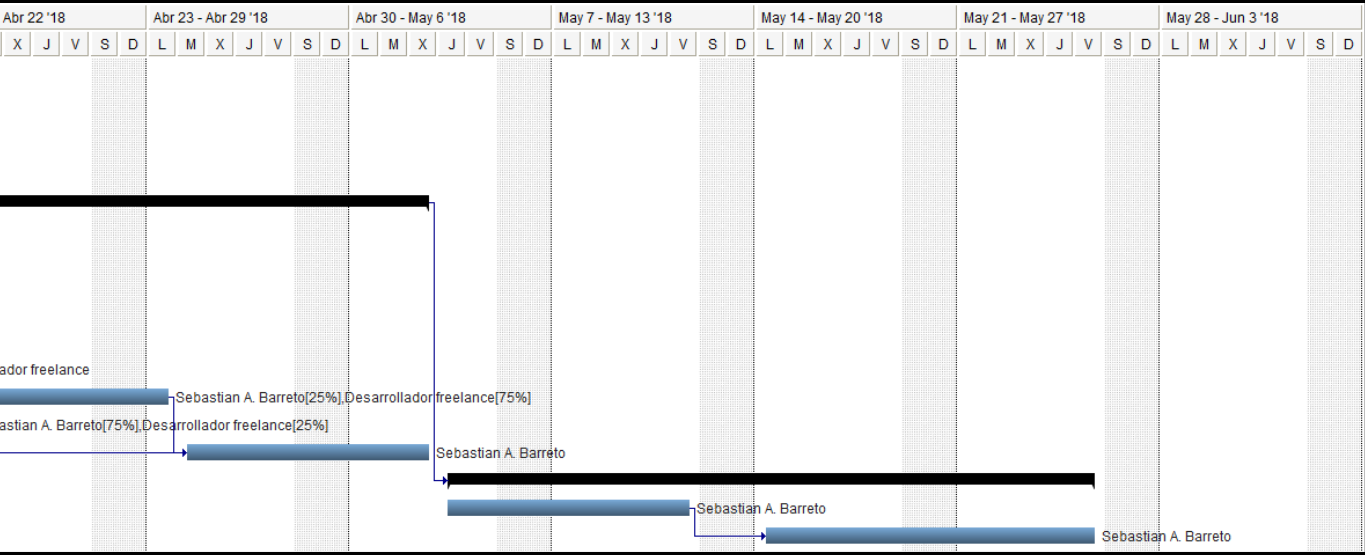 Abr 22 '18 Abr 23 - Abr 29 '18 Abr 30 - May 6 '18 May 7 - May 13 '18 May 14 - May 20 '18 May 21 - May 27 '18 May 28 - Jun 3 '18
X J V S D L M X J V S D L M X J V S D L M X J V S D L M X J V S D L M X J V S D L M X J V S D
ador freelance
Sebastian A. Barreto[25%],Desarrollador freelance[75%]
astian A. Barreto[75%],Desarrollador freelance[25%]
Sebastian A. Barreto
Sebastian A. Barreto
Sebastian A. Barreto